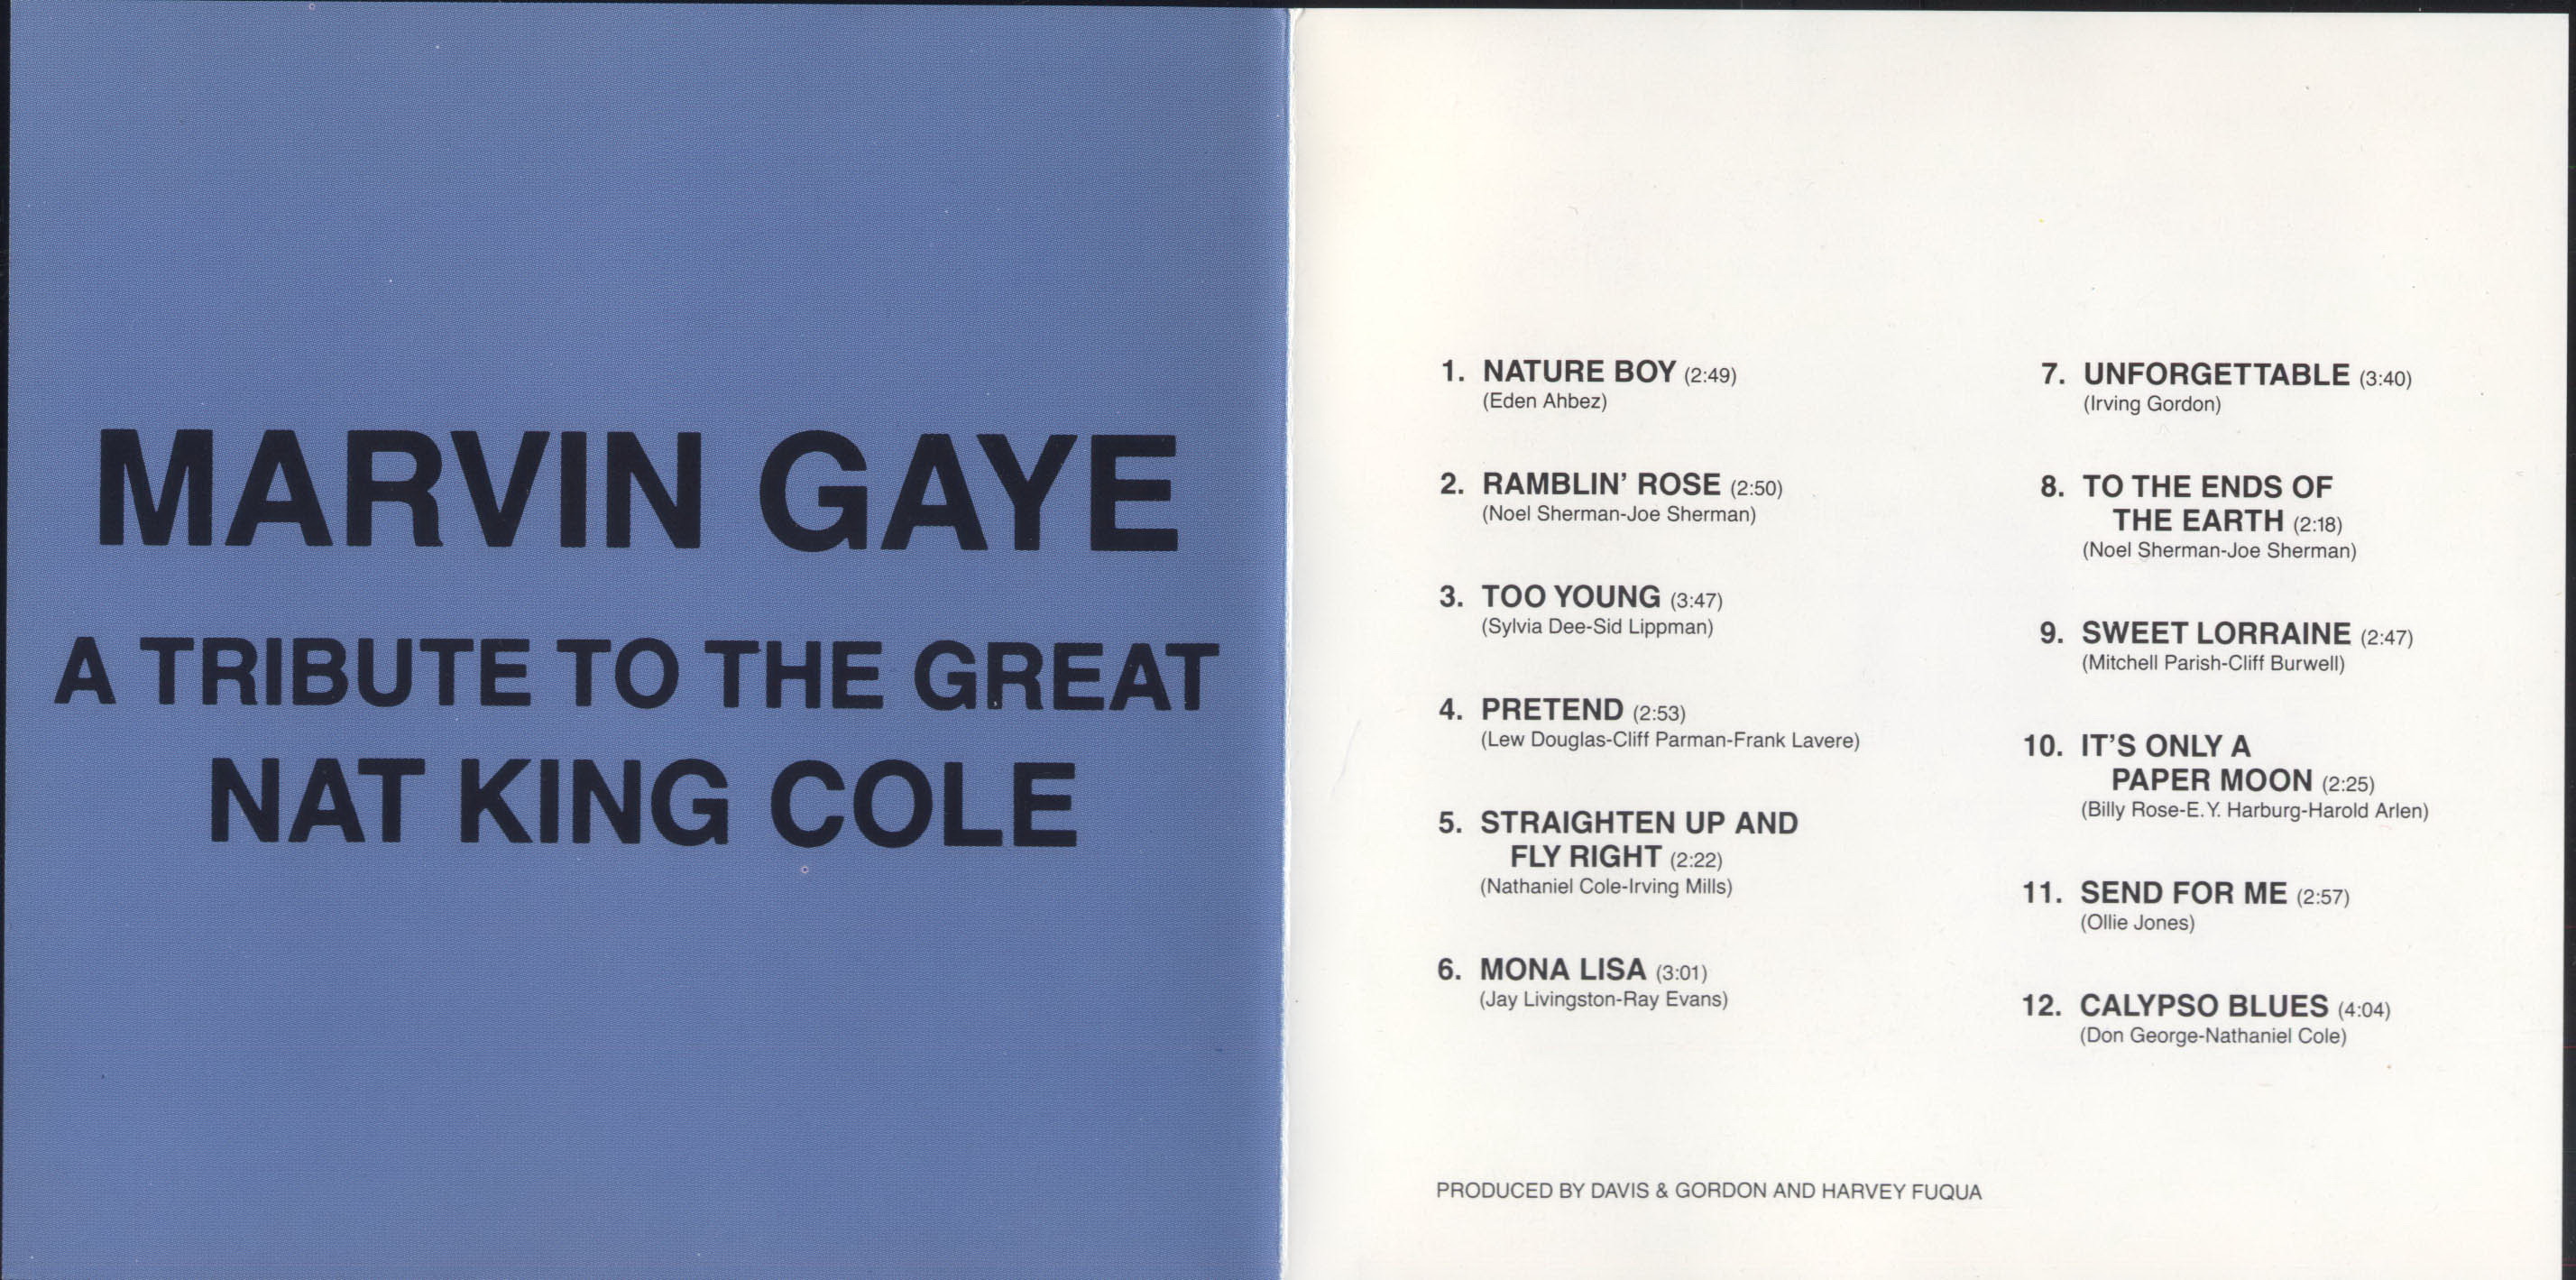 MARVIN GAYE
A TRIBUTE TO THE GREAT
NAT KING COLE
1. NATURE BOY (2:49)
(Eden Ahbez)
2. RAMBLIN' ROSE (2:50)
(Noel Sherman-Joe Sherman)
3. TOO YOUNG (3:47)
(Sylvia Dee-Sid Lippman)
4. PRETEND (2:53)
(Lew Douglas-Cliff Parman-Frank Lavere)
5. STRAIGHTEN UP AND
FLY RIGHT (2:22)
(Nathaniel Cole-Irving Mills)
6. MONA LISA (3:01)
(Jay Livingston-Ray Evans)
7. UNFORGETTABLE (3:40)
(Irving Gordon)
8. TO THE ENDS OF
THE EARTH (2:18)
(Noel Sherman-Joe Sherman)
9. SWEET LORRAINE (2:47)
(Mitchell Parish-Cliff Burwell)
10. IT'S ONLY A
PAPER MOON (2:25)
(Billy Rose-E.Y. Harburg-Harold Arlen)
11. SEND FOR ME (2:57)
(Ollie Jones)
12. CALYPSO BLUES (4:04)
(Don George-Nathaniel Cole)
PRODUCED BY DAVIS & GORDON AND HARVEY FUQUA